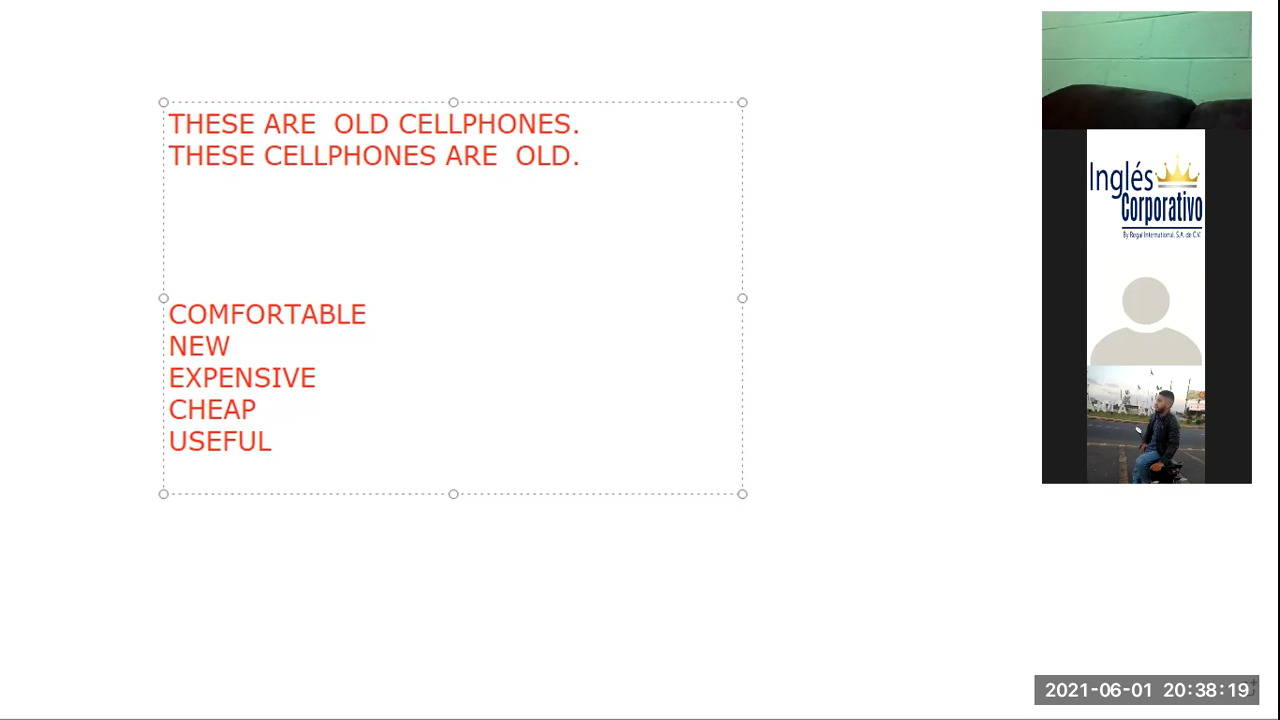 THESE ARE  OLD CELLPHONES.
THESE CELLPHONES ARE  OLD.
COMFORTABLE
NEW
EXPENSIVE
CHEAP
USEFUL
Inglés
Corporativo
By Regal International, S.A. de C.V.
2021-06-01 20:38:19